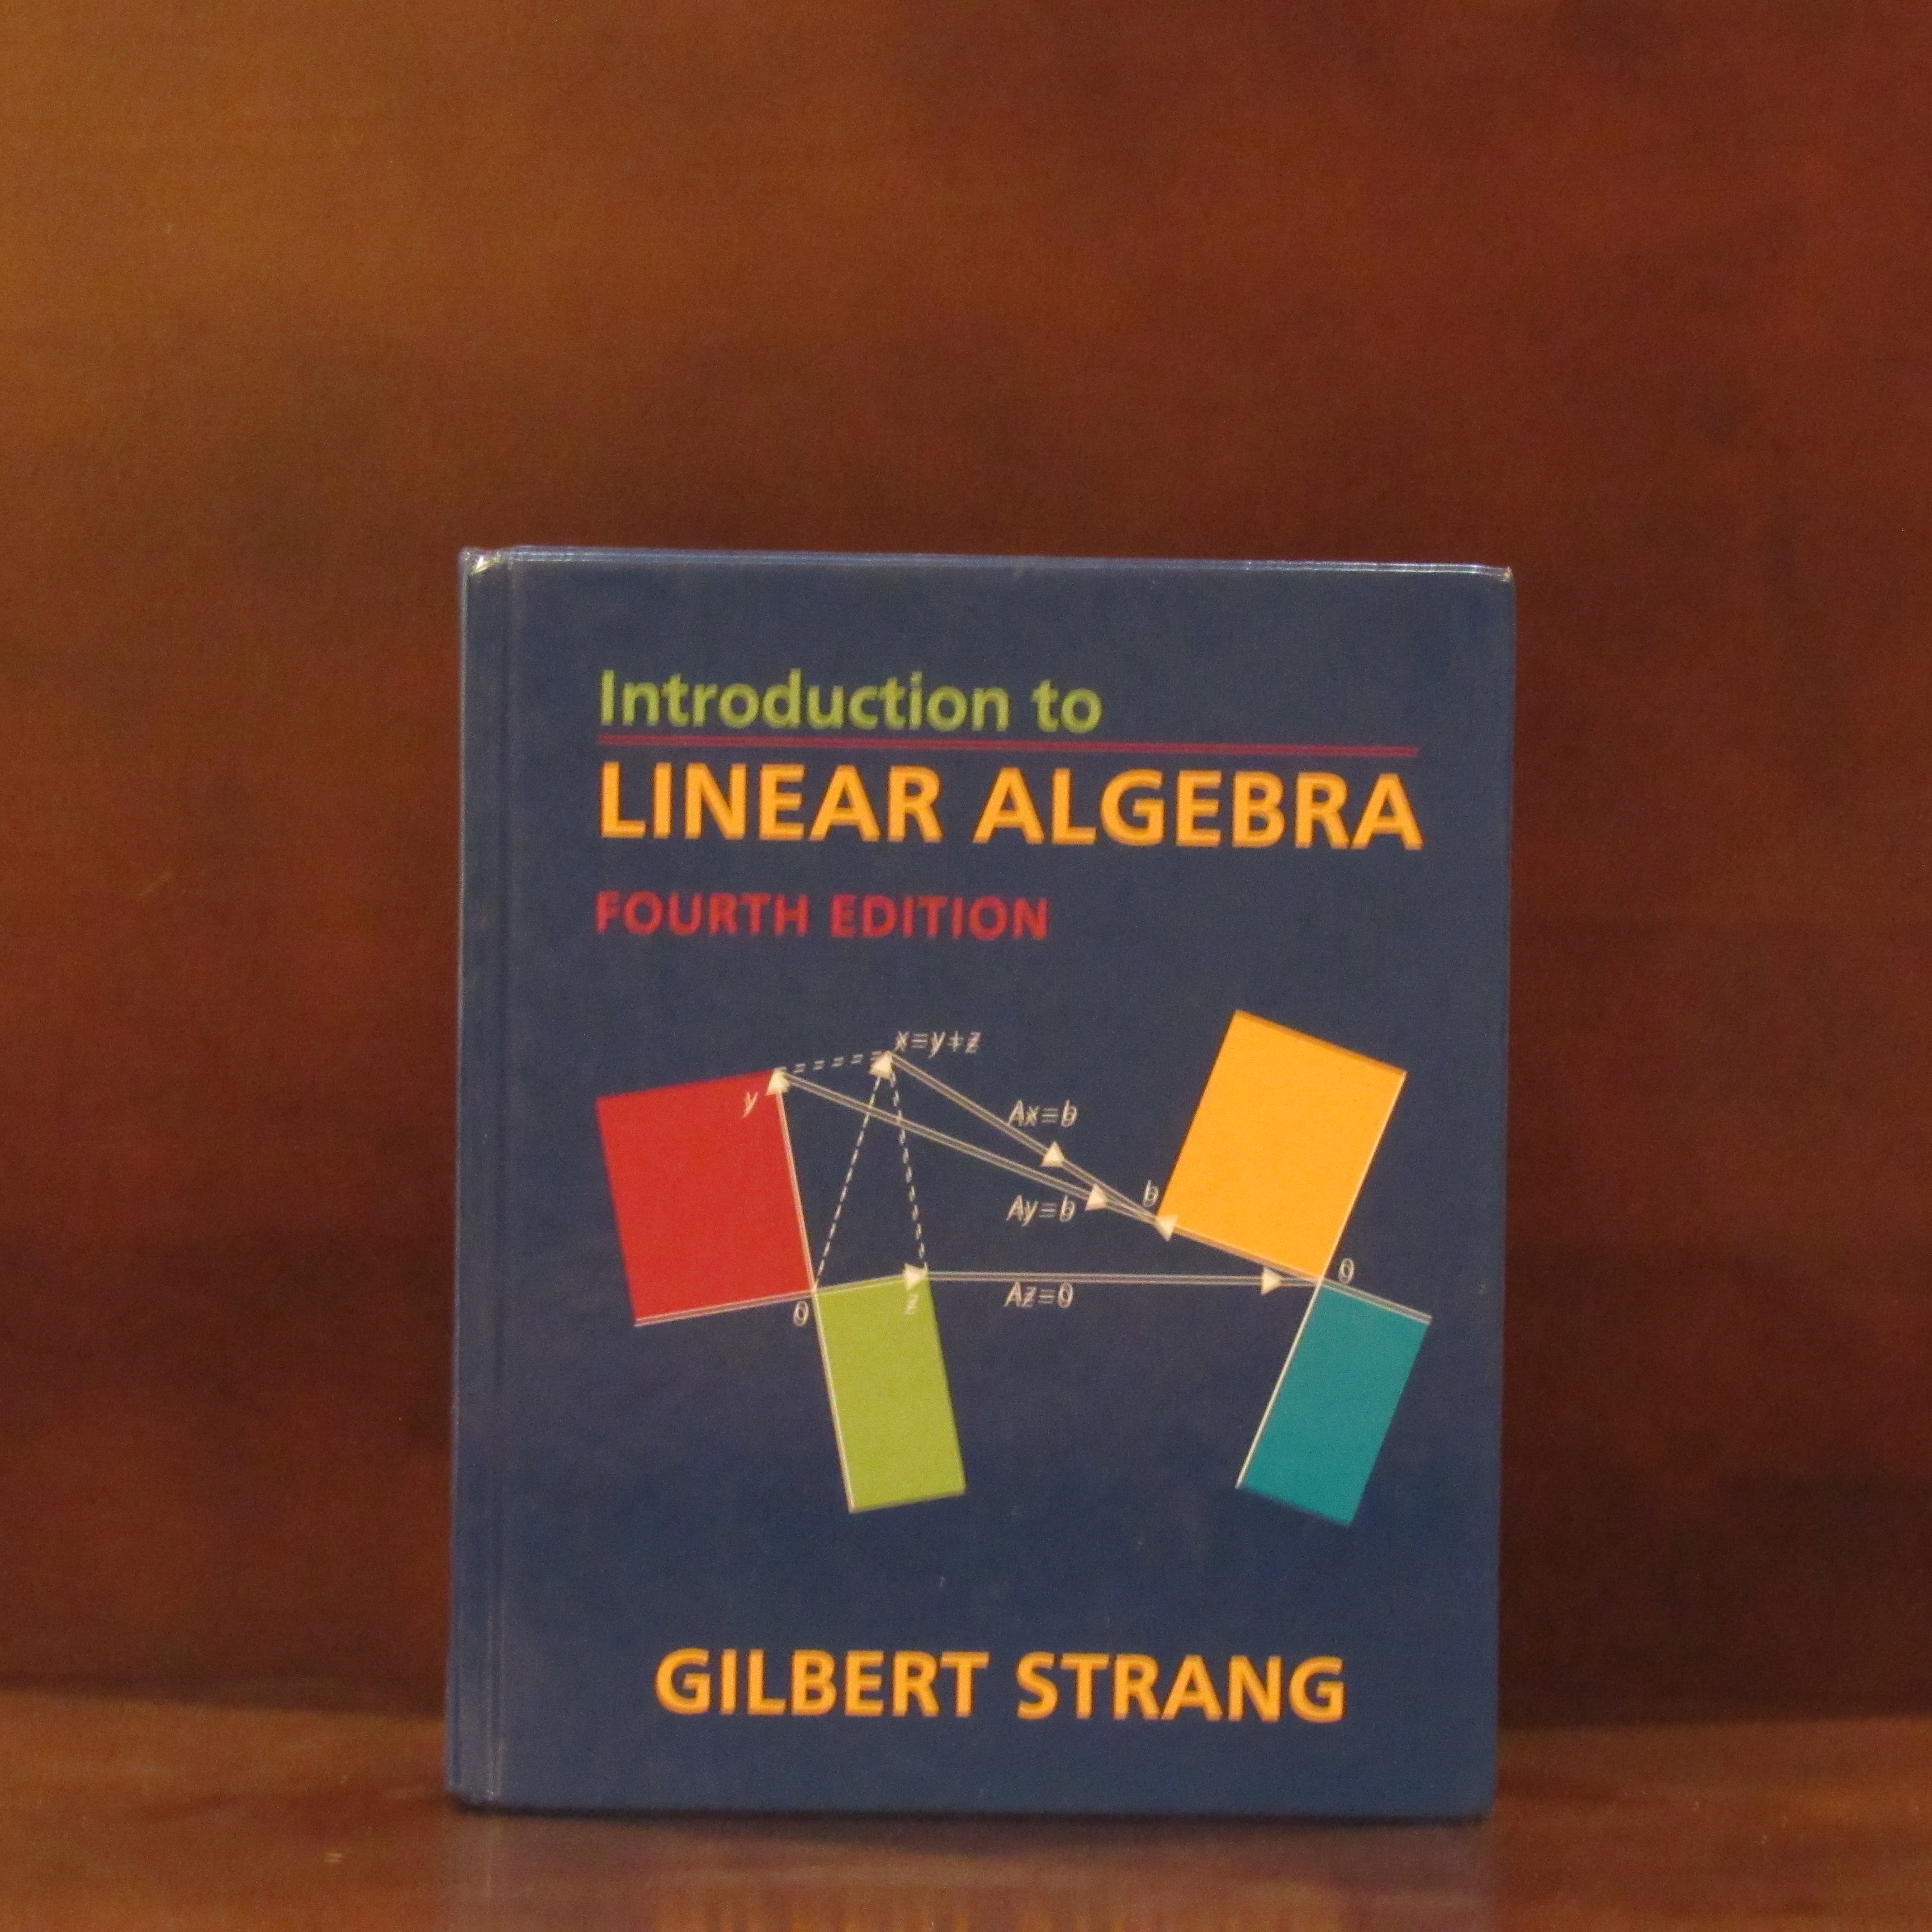 Introduction to
LINEAR ALGEBRA
FOURTH EDITION
x=y+z
y
Ax=b
b
Ay=b
0
Az=0
0
z
GILBERT STRANG